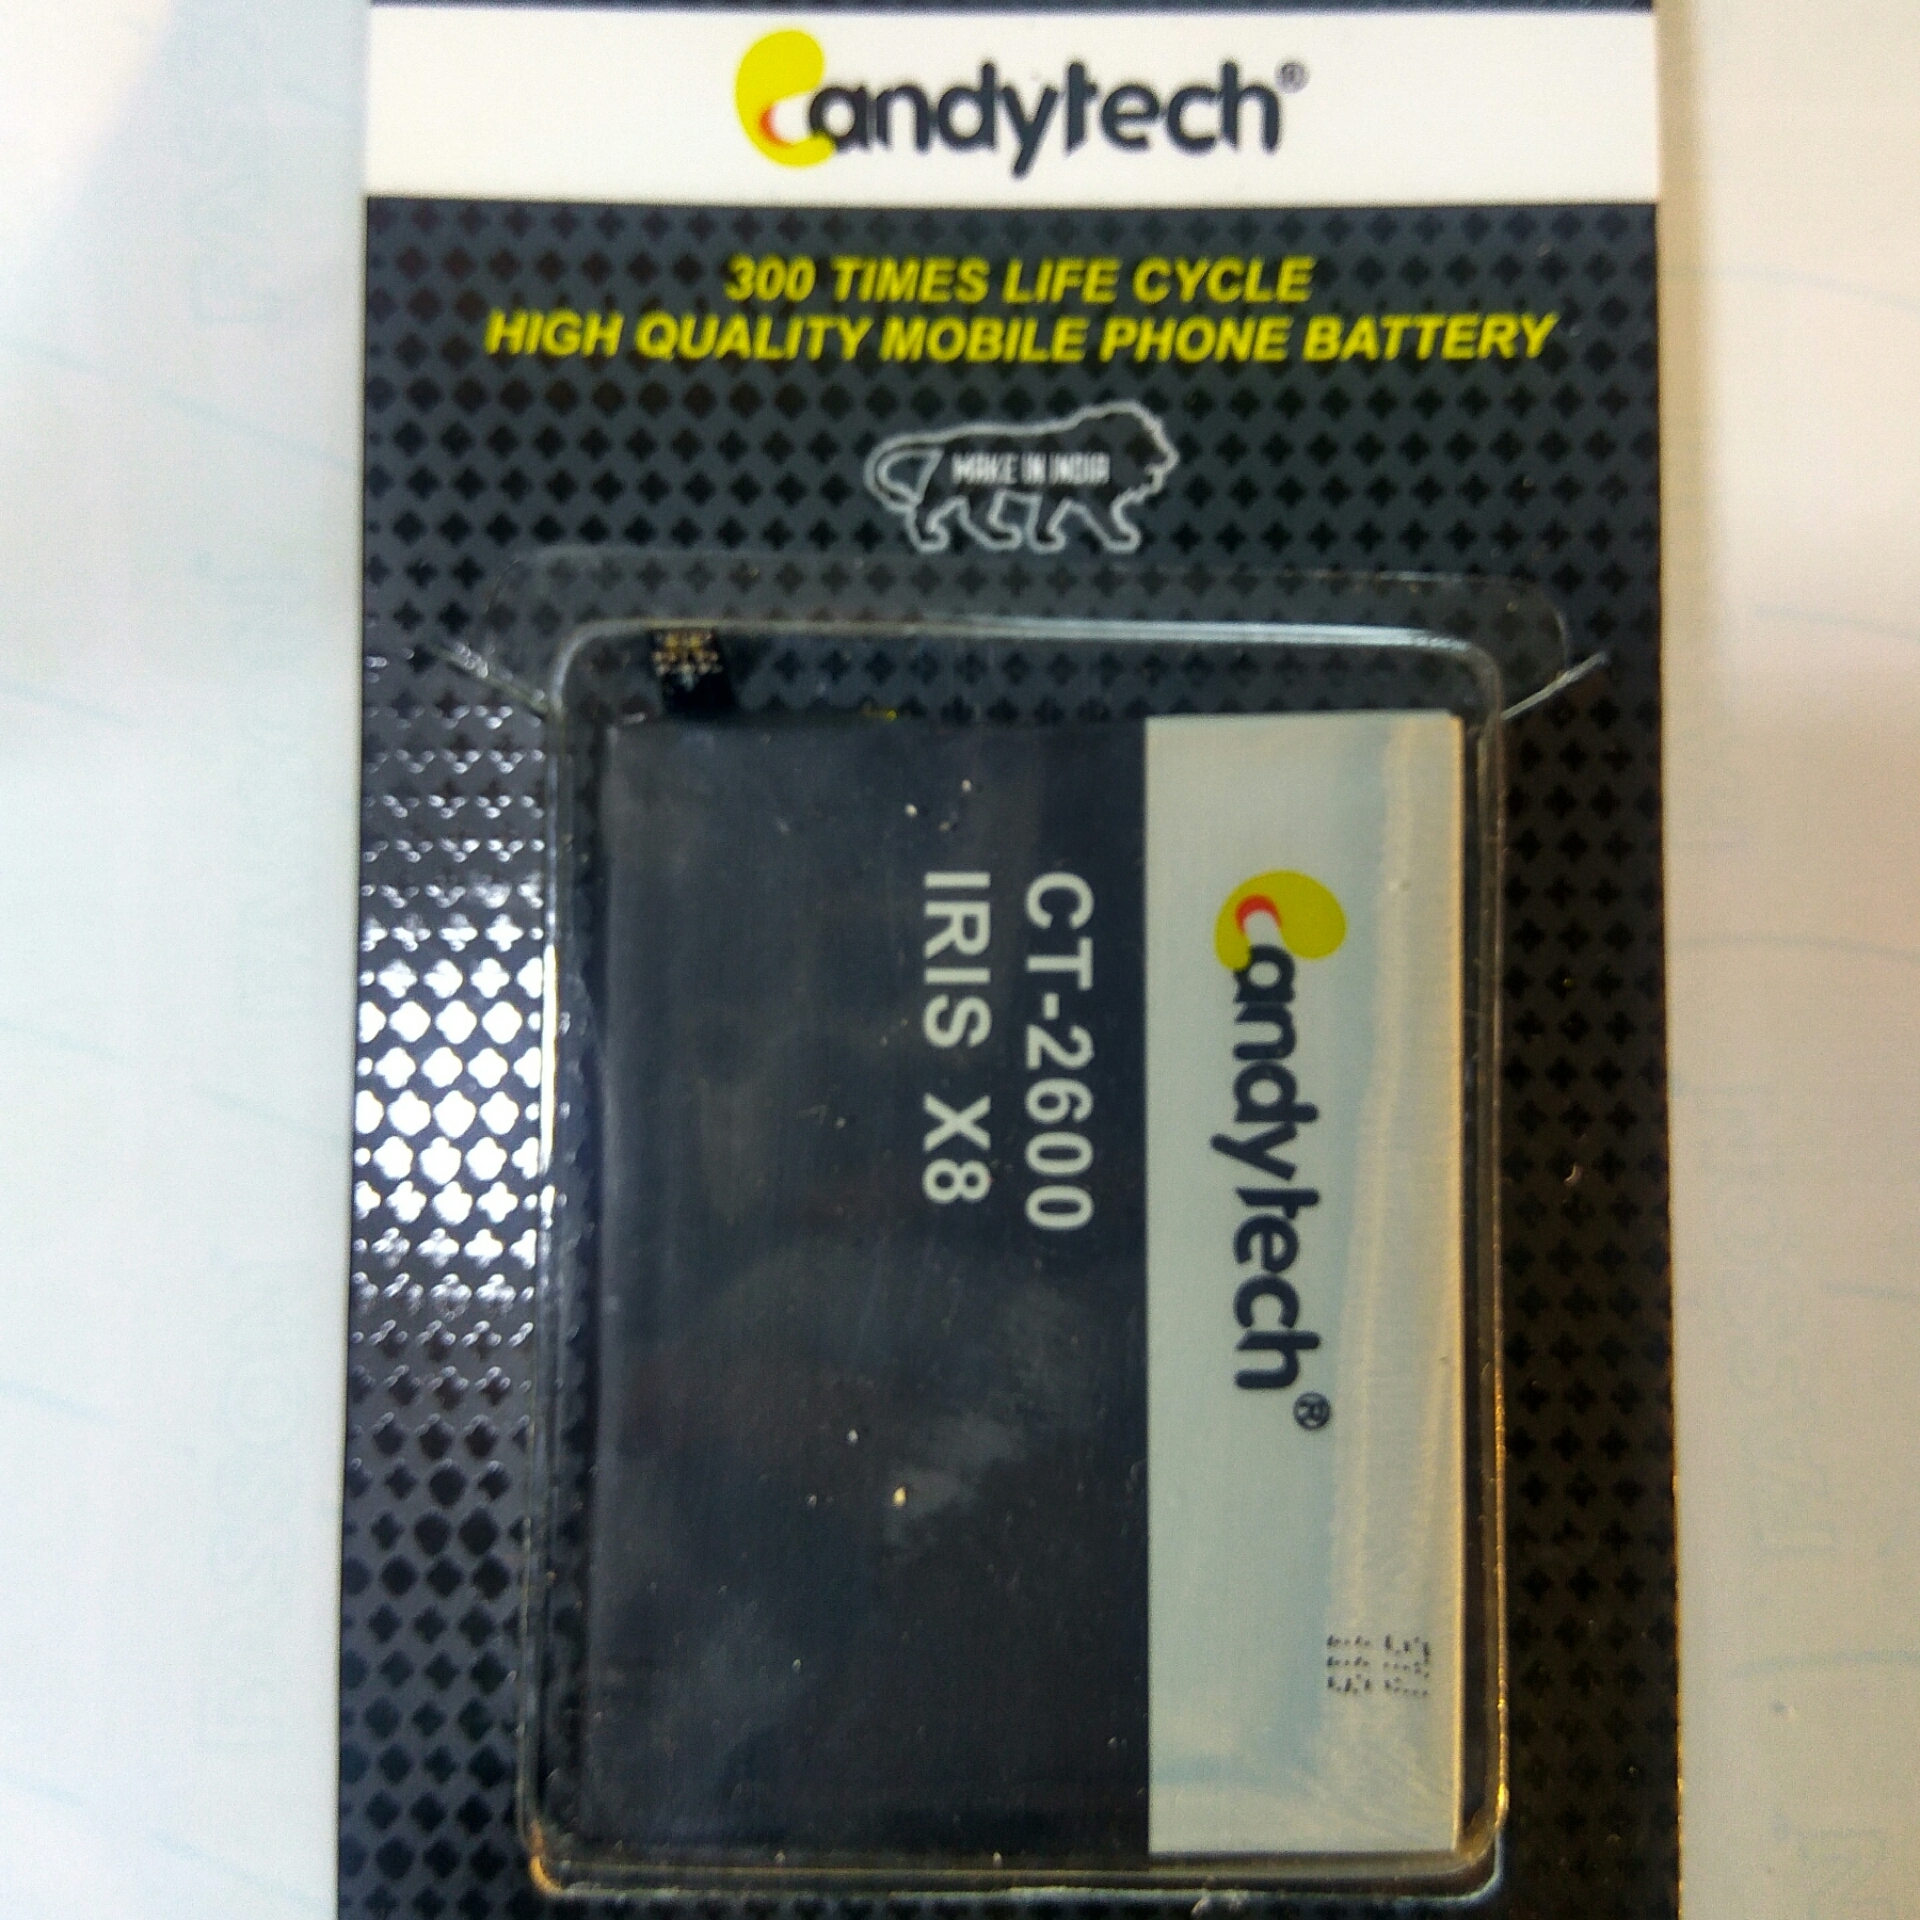 Candytech®
300 TIMES LIFE CYCLE
HIGH QUALITY MOBILE PHONE BATTERY
MAKE IN INDIA
Candytech®
CT-2600
IRIS X8